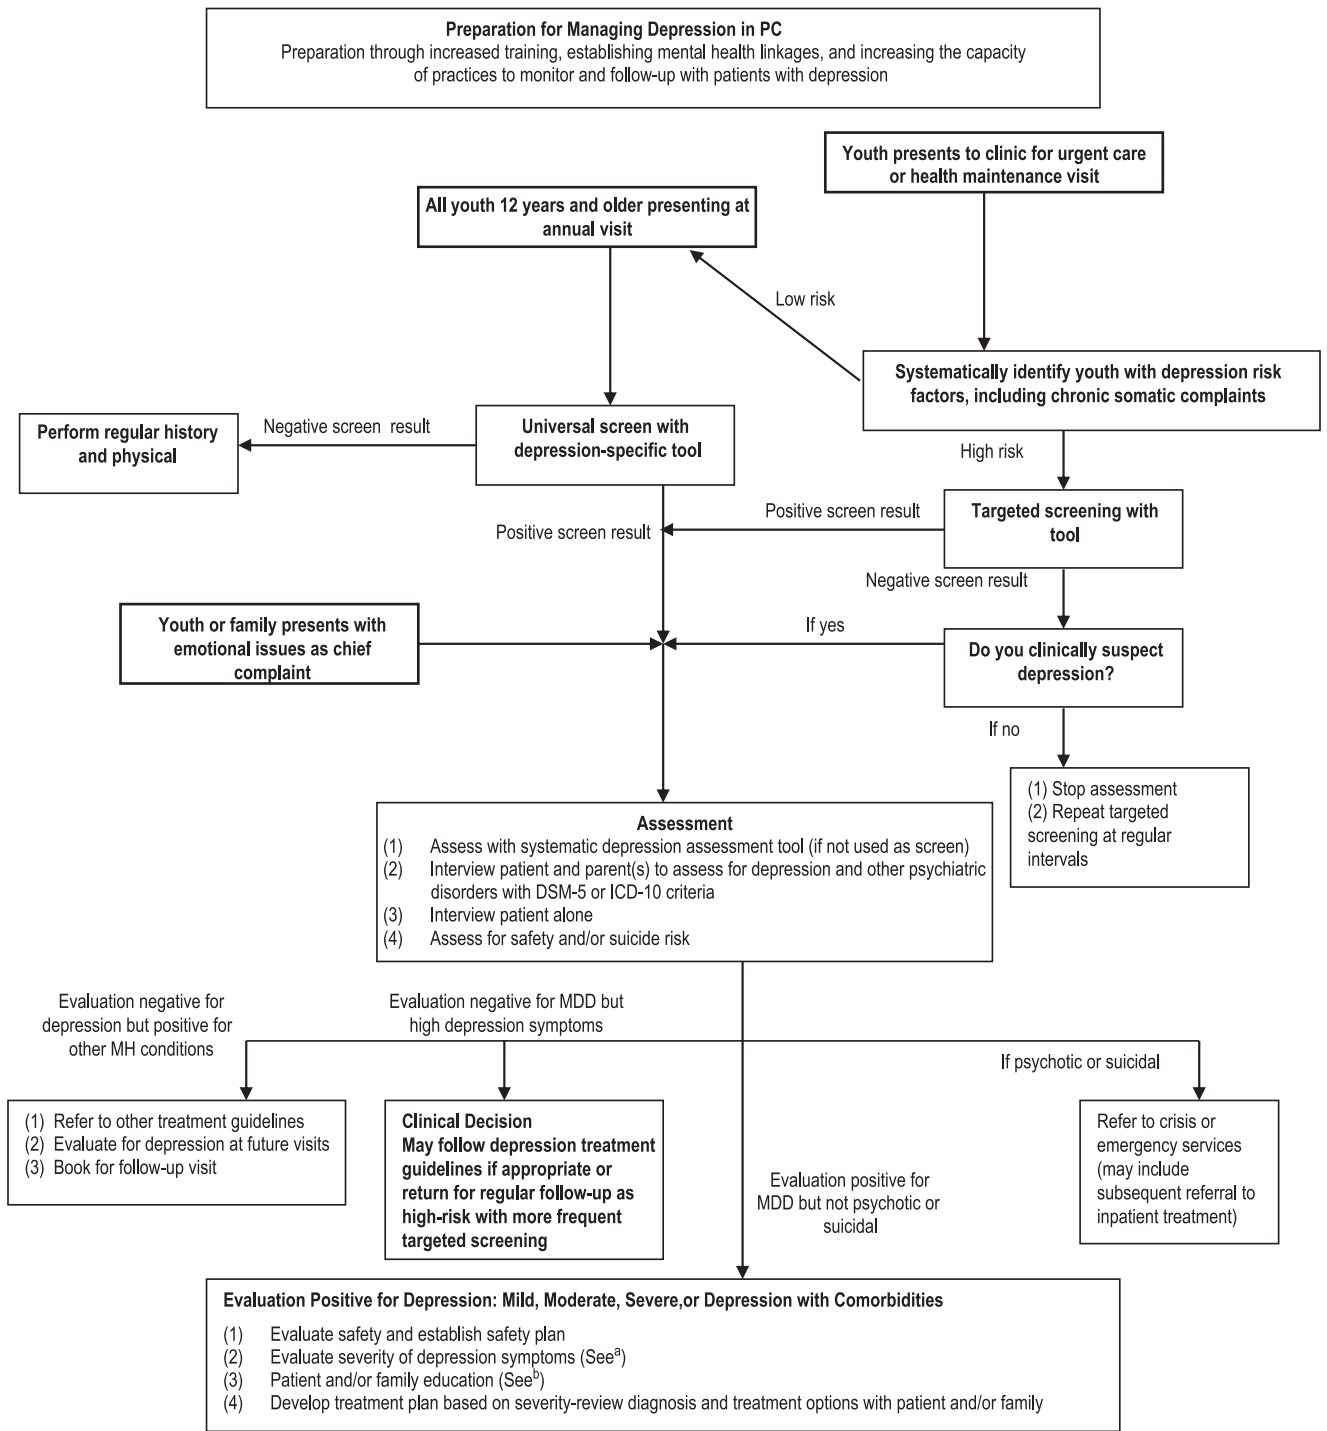 Preparation for Managing Depression in PC
Preparation through increased training, establishing mental health linkages, and increasing the capacity
of practices to monitor and follow-up with patients with depression
Youth presents to clinic for urgent care
or health maintenance visit
All youth 12 years and older presenting at
annual visit
Low risk
Systematically identify youth with depression risk
factors, including chronic somatic complaints
Perform regular history
and physical
Negative screen result
Universal screen with
depression-specific tool
High risk
Positive screen result
Positive screen result
Targeted screening with
tool
Negative screen result
Youth or family presents with
emotional issues as chief
complaint
If yes
Do you clinically suspect
depression?
If no
(1) Stop assessment
(2) Repeat targeted
screening at regular
intervals
Assessment
(1) Assess with systematic depression assessment tool (if not used as screen)
(2) Interview patient and parent(s) to assess for depression and other psychiatric
disorders with DSM-5 or ICD-10 criteria
(3) Interview patient alone
(4) Assess for safety and/or suicide risk
Evaluation negative for
depression but positive for
other MH conditions
Evaluation negative for MDD but
high depression symptoms
If psychotic or suicidal
(1) Refer to other treatment guidelines
(2) Evaluate for depression at future visits
(3) Book for follow-up visit
Clinical Decision
May follow depression treatment
guidelines if appropriate or
return for regular follow-up as
high-risk with more frequent
targeted screening
Evaluation positive for
MDD but not psychotic or
suicidal
Refer to crisis or
emergency services
(may include
subsequent referral to
inpatient treatment)
Evaluation Positive for Depression: Mild, Moderate, Severe,or Depression with Comorbidities
(1) Evaluate safety and establish safety plan
(2) Evaluate severity of depression symptoms (Seea)
(3) Patient and/or family education (Seeb)
(4) Develop treatment plan based on severity-review diagnosis and treatment options with patient and/or family